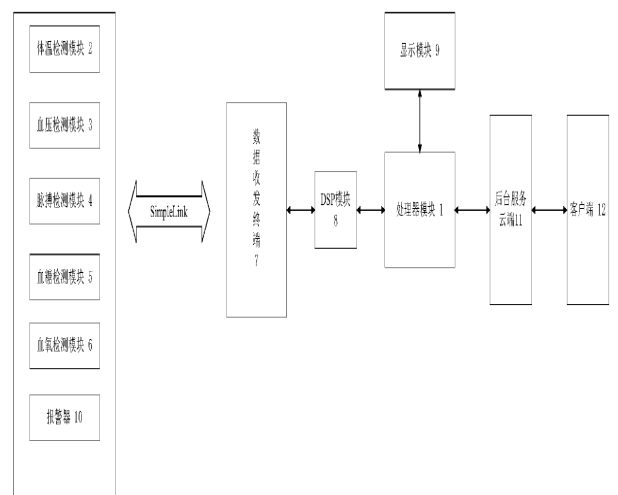 体温检测模块 2
血压检测模块 3
脉搏检测模块 4
血糖检测模块 5
血氧检测模块 6
报警器 10
SimpleLink
数
据
收
发
终
端
7
DSP模块
8
显示模块 9
处理器模块 1
后台服务
云端11
客户端 12